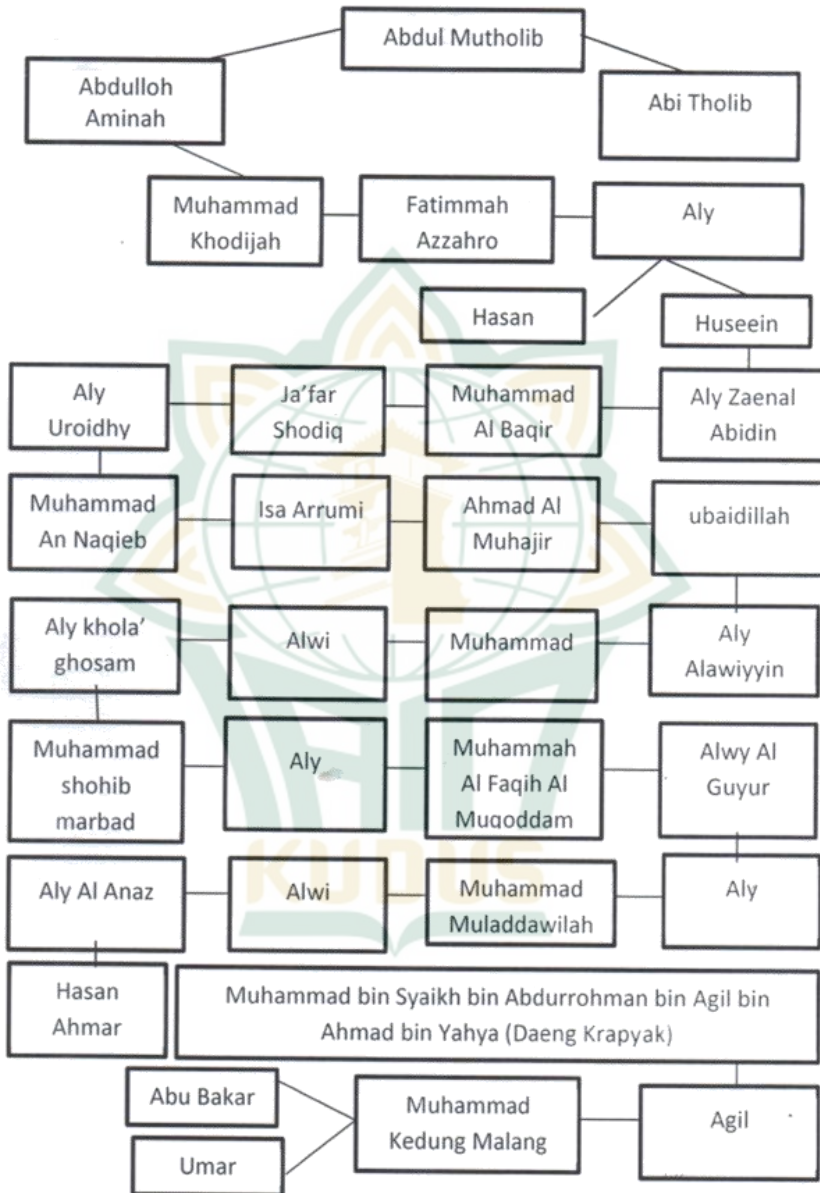 Abdul Mutholib
Abdulloh
Aminah
Abi Tholib
Muhammad
Khodijah
Fatimmah
Azzahro
Aly
Hasan
Huseein
Aly
Uroidhy
Ja'far
Shodiq
Muhammad
Al Baqir
Aly Zaenal
Abidin
Muhammad
An Naqieb
Isa Arrumi
Ahmad Al
Muhajir
ubaidillah
Aly khola'
ghosam
Alwi
Muhammad
Aly
Alawiyyin
Muhammad
shohib
marbad
Aly
Muhammah
Al Faqih Al
Muqoddam
Alwy Al
Guyur
Aly Al Anaz
Alwi
Muhammad
Muladdawilah
Aly
Hasan
Ahmar
Muhammad bin Syaikh bin Abdurrohman bin Agil bin
Ahmad bin Yahya (Daeng Krapyak)
Abu Bakar
Umar
Muhammad
Kedung Malang
Agil
KUDUS